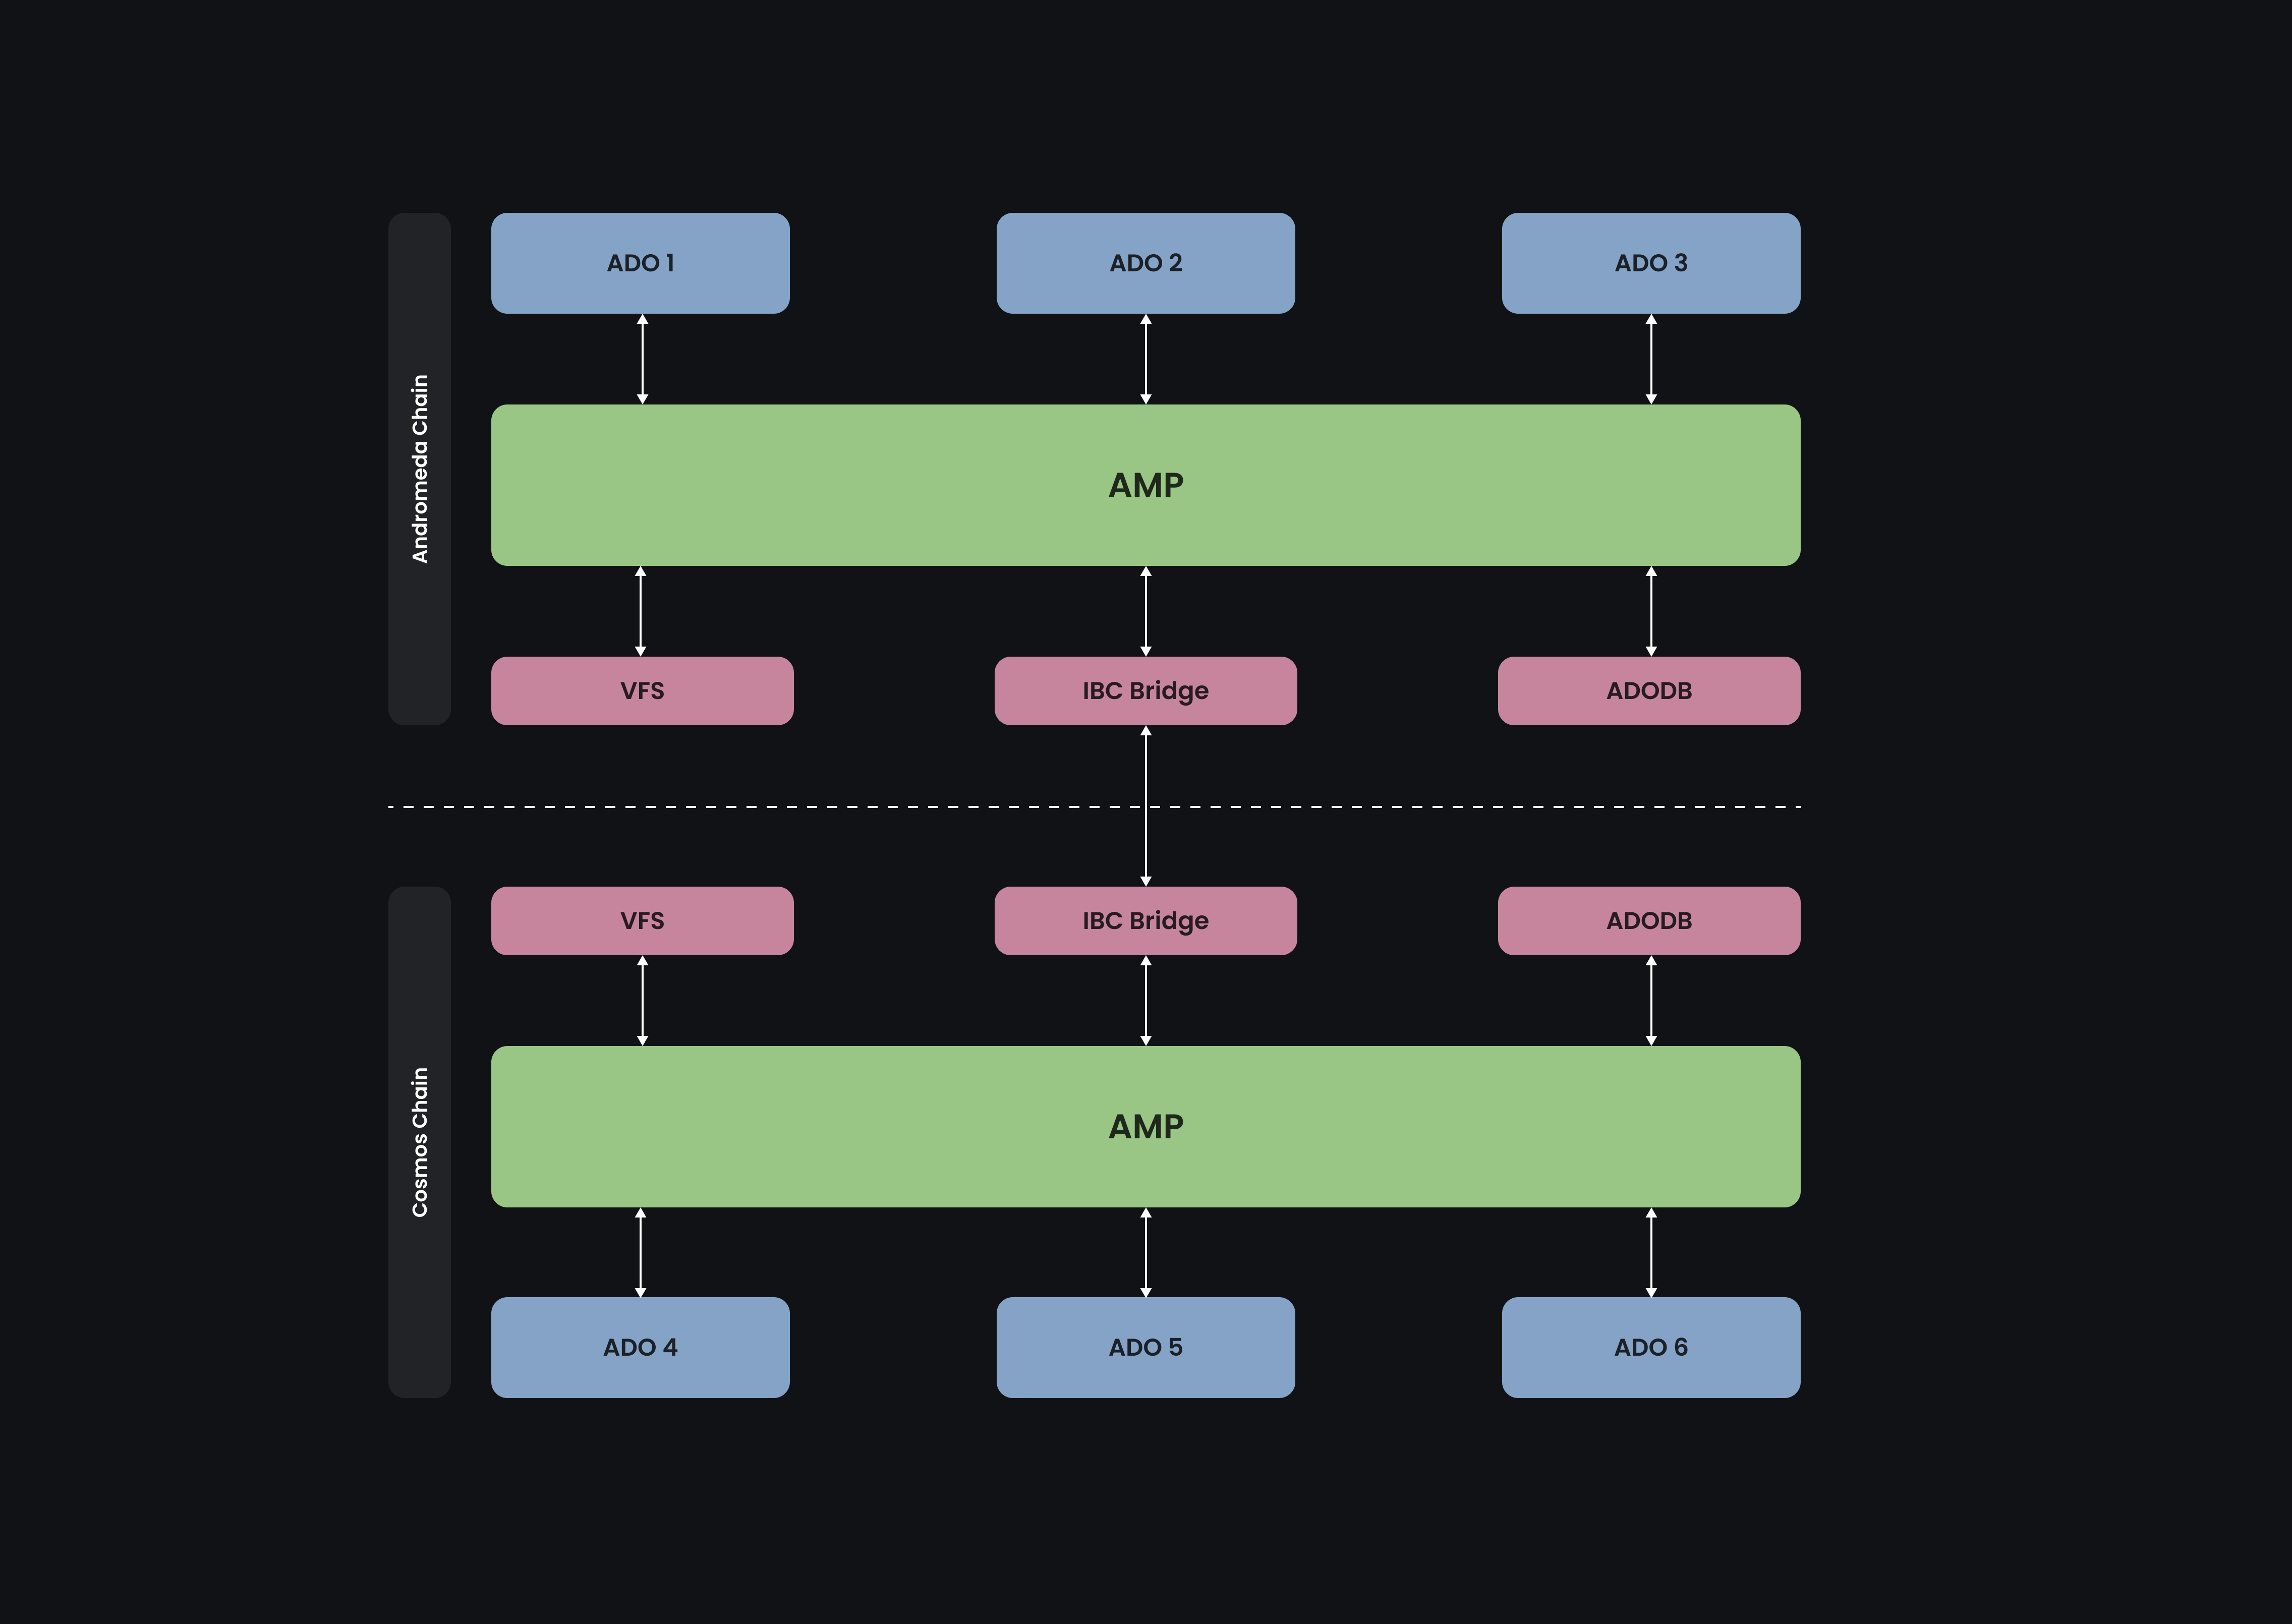 Andromeda Chain
ADO 1
ADO 2
ADO 3
AMP
VFS
IBC Bridge
ADODB
Cosmos Chain
VFS
IBC Bridge
ADODB
AMP
ADO 4
ADO 5
ADO 6